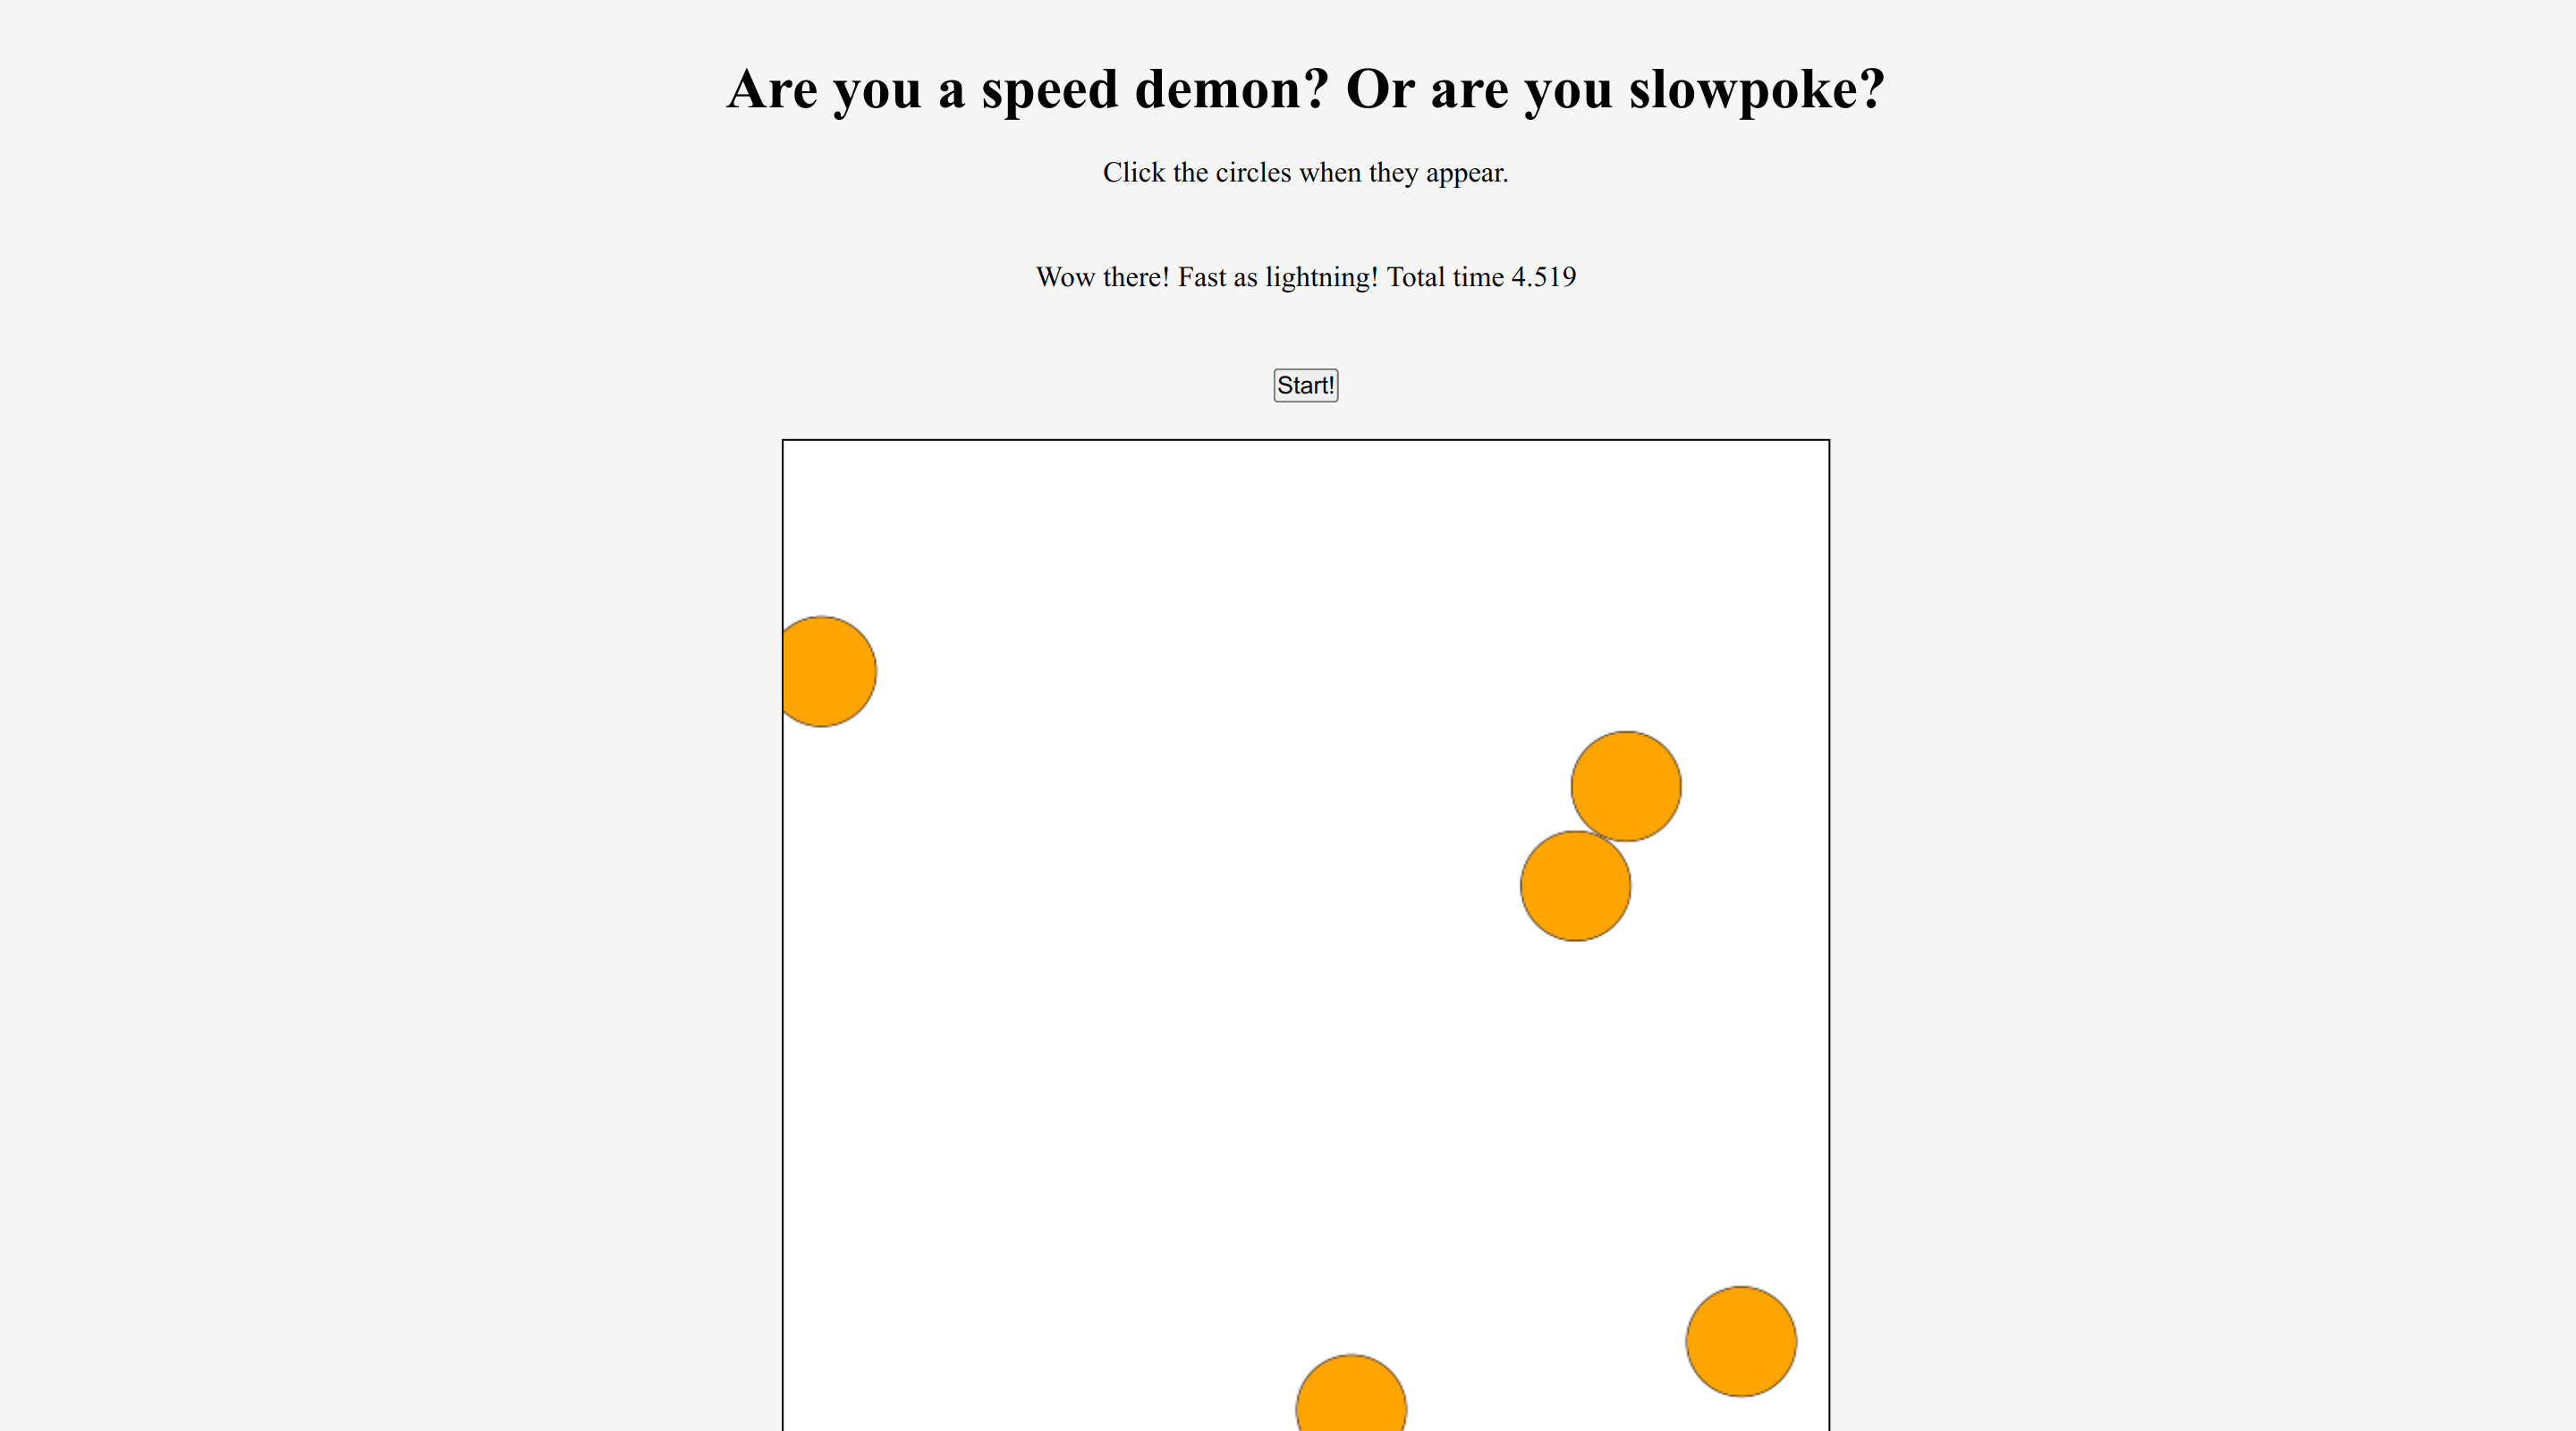 Are you a speed demon? Or are you slowpoke?
Click the circles when they appear.
Wow there! Fast as lightning! Total time 4.519
Start!